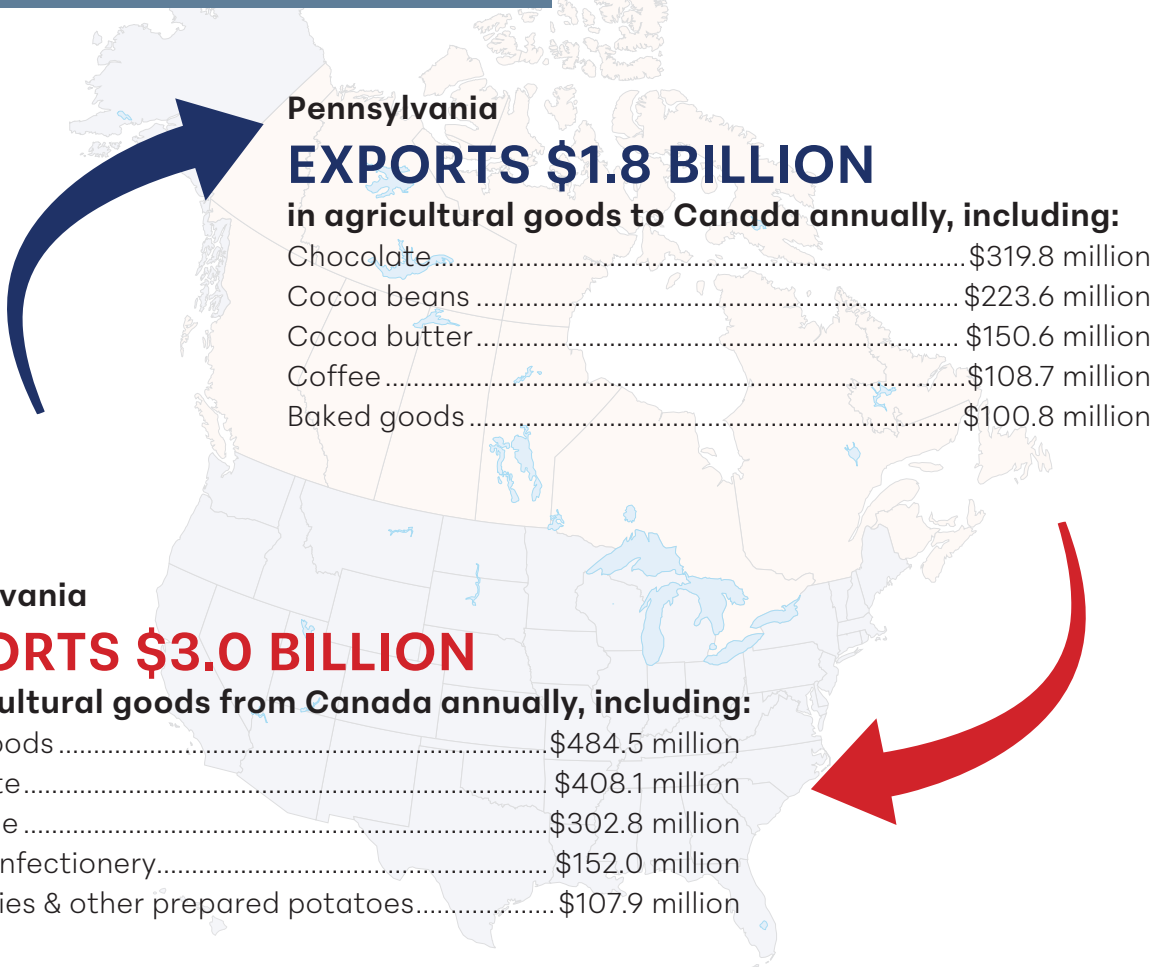 Pennsylvania
EXPORTS $1.8 BILLION
in agricultural goods to Canada annually, including:
Chocolate $319.8 million
Cocoa beans $223.6 million
Cocoa butter $150.6 million
Coffee $108.7 million
Baked goods $100.8 million
vania
ORTS $3.0 BILLION
cultural goods from Canada annually, including:
oods $484.5 million
te $408.1 million
e $302.8 million
nfectionery $152.0 million
ies & other prepared potatoes $107.9 million